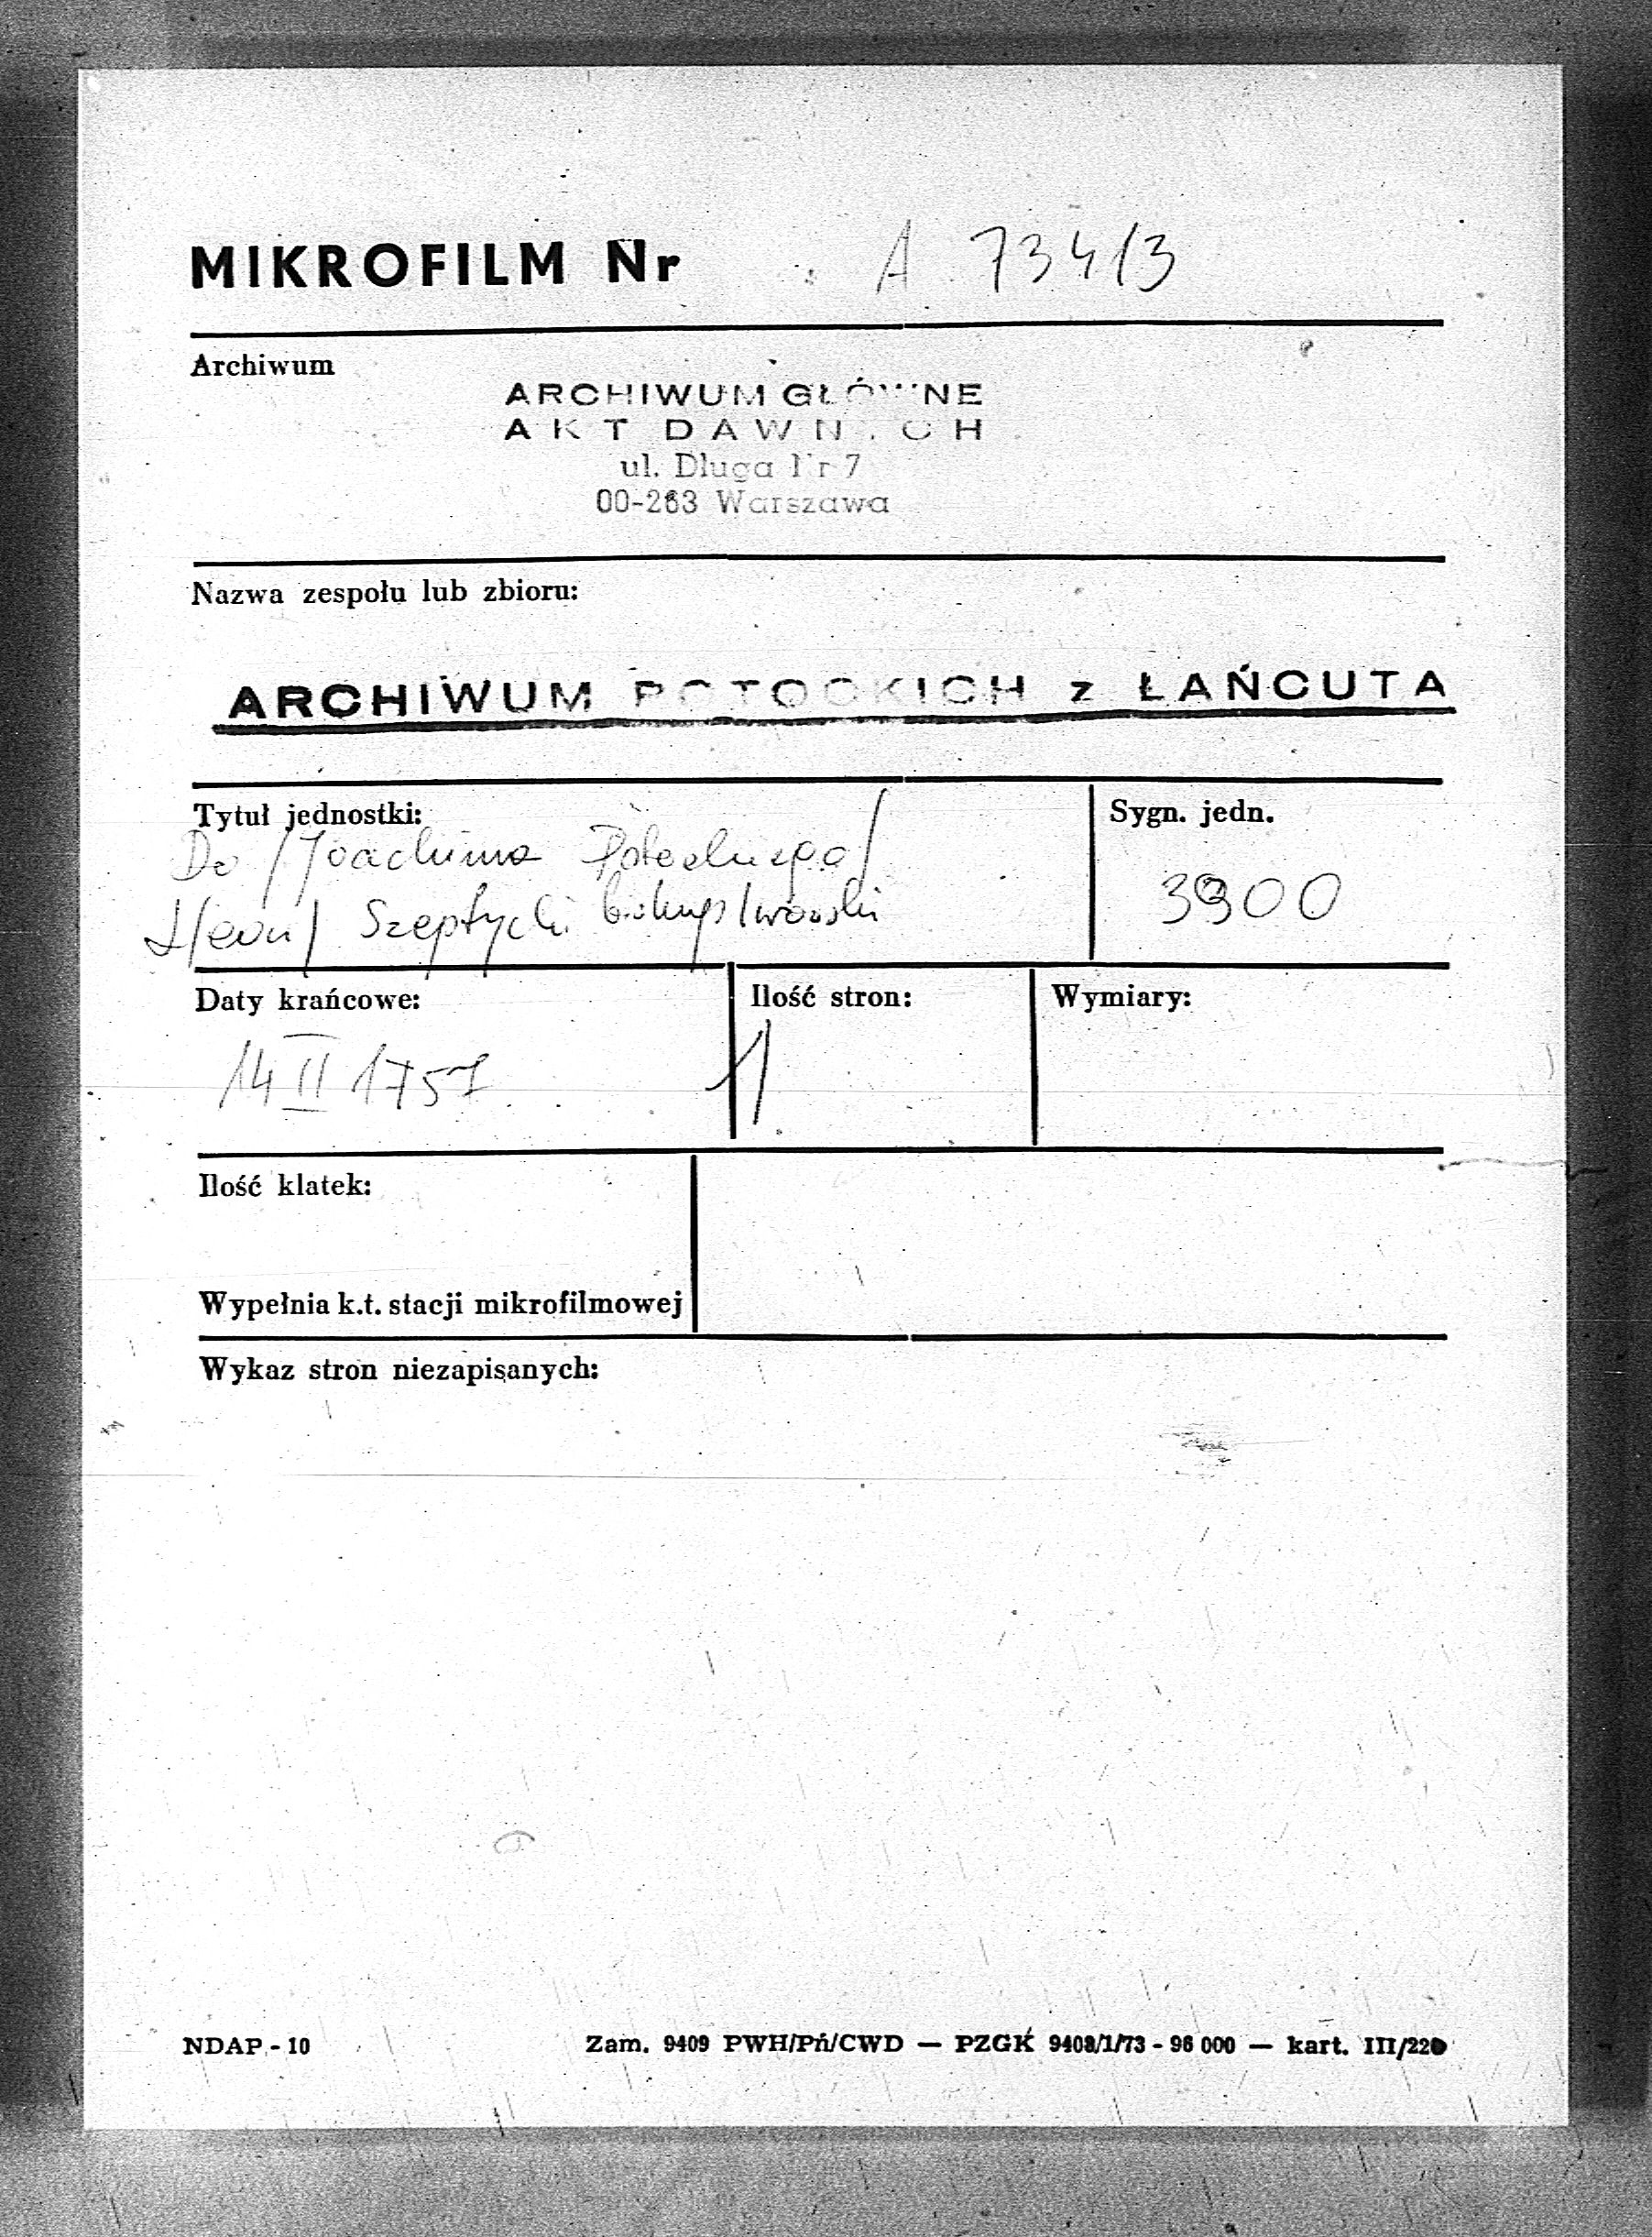 MIKROFILM Nr A 734/3
Archiwum
ARCHIWUM GŁÓWNE
AKT DAWNYCH
ul. Długa Nr 7
00-263 Warszawa
Nazwa zespołu lub zbioru:
ARCHIWUM POTOCKICH z ŁAŃCUTA
Tytuł jednostki:
Sygn. jedn.
Do /Joachima Potockiego/
L/eon/ Szeptycki biskup lwowski
3900
Daty krańcowe:
Ilość stron:
Wymiary:
14 II 1757
1
Ilość klatek:
Wypełnia k.t. stacji mikrofilmowej
Wykaz stron niezapisanych:
NDAP - 10
Zam. 9409 PWH/Pń/CWD — PZGK 9408/1/73 - 96 000 — kart. III/220